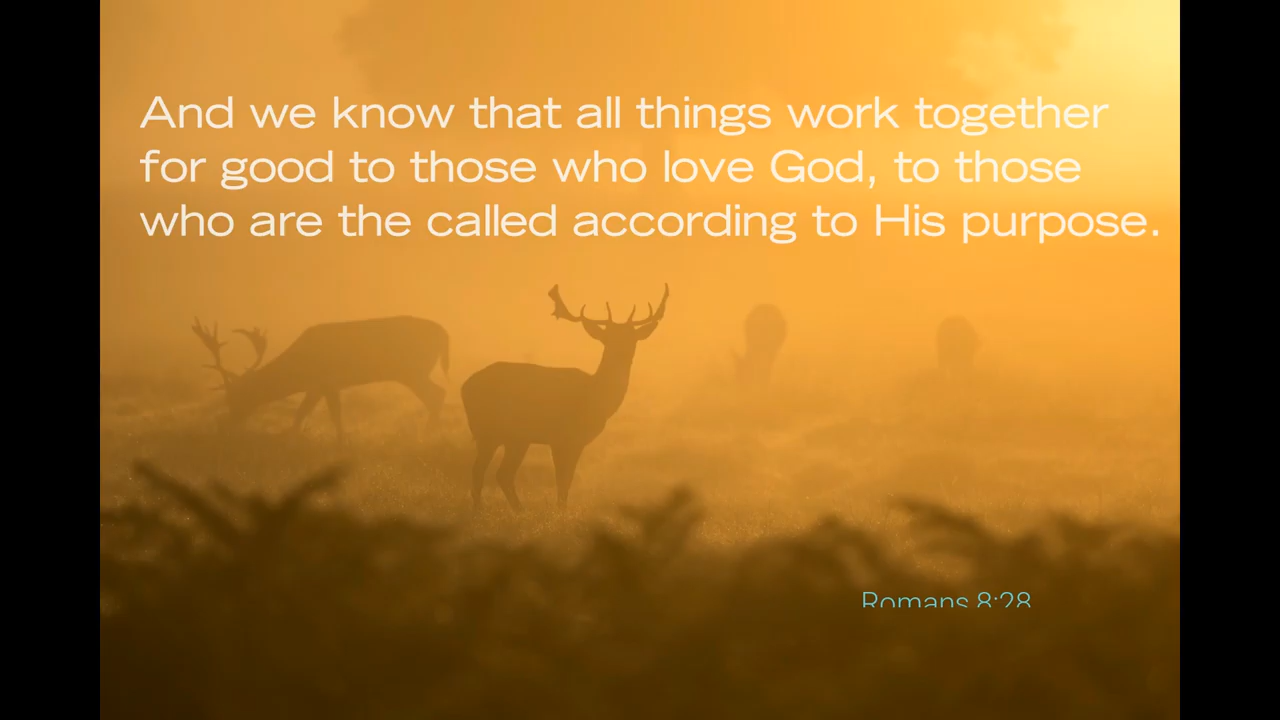 And we know that all things work together
for good to those who love God, to those
who are the called according to His purpose.
Romans 8:28